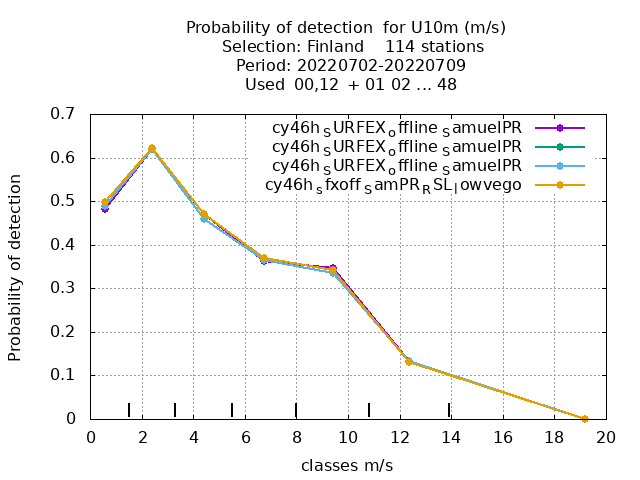 Probability of detection  for U10m (m/s)
Selection: Finland    114 stations
Period: 20220702-20220709
Used  00,12  + 01 02 ... 48
cy46h_SURFEX_offline_SamuelPR
cy46h_SURFEX_offline_SamuelPR
cy46h_SURFEX_offline_SamuelPR
cy46h_sfxoff_SamPR_RSL_lowvego
Probability of detection
0.7
0.6
0.5
0.4
0.3
0.2
0.1
0
0 2 4 6 8 10 12 14 16 18 20
classes m/s